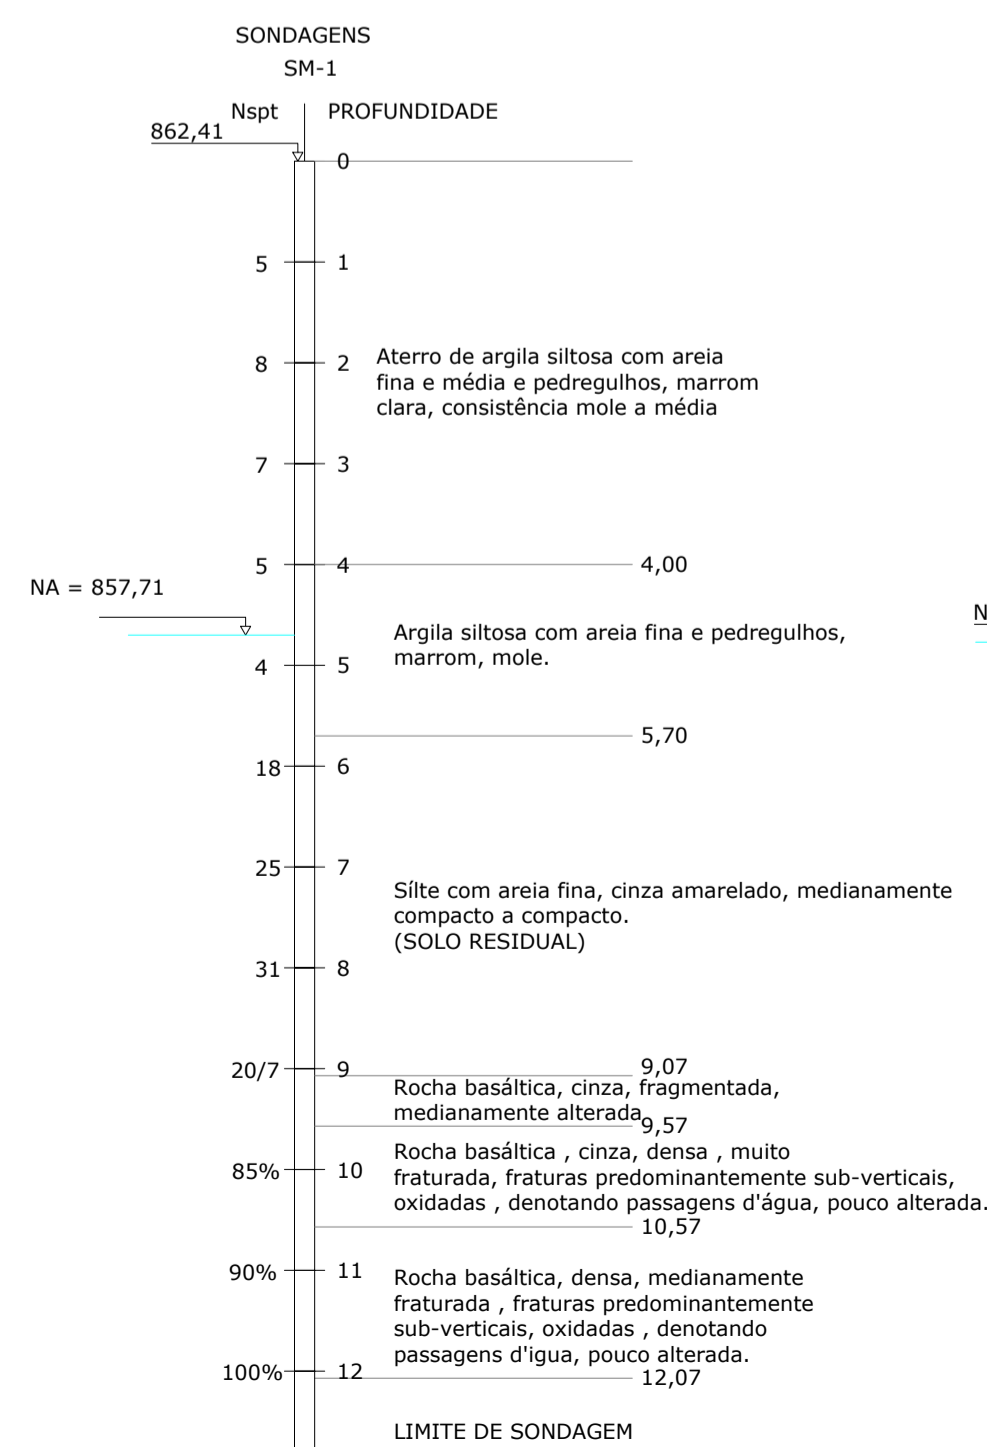 SONDAGENS
SM-1
Nspt PROFUNDIDADE
862,41
0
5 1
8 2
Aterro de argila siltosa com areia
fina e média e pedregulhos, marrom
clara, consistência mole a média
7 3
5 4 4,00
NA = 857,71
N
Argila siltosa com areia fina e pedregulhos,
marrom, mole.
4 5
5,70
18 6
25 7
Sílte com areia fina, cinza amarelado, medianamente
compacto a compacto.
(SOLO RESIDUAL)
31 8
20/7 9 9,07
Rocha basáltica, cinza, fragmentada,
medianamente alterada
9,57
Rocha basáltica , cinza, densa , muito
85% 10
fraturada, fraturas predominantemente sub-verticais,
oxidadas , denotando passagens d'água, pouco alterada.
10,57
90% 11
Rocha basáltica, densa, medianamente
fraturada , fraturas predominantemente
sub-verticais, oxidadas , denotando
passagens d'igua, pouco alterada.
100% 12 12,07
LIMITE DE SONDAGEM